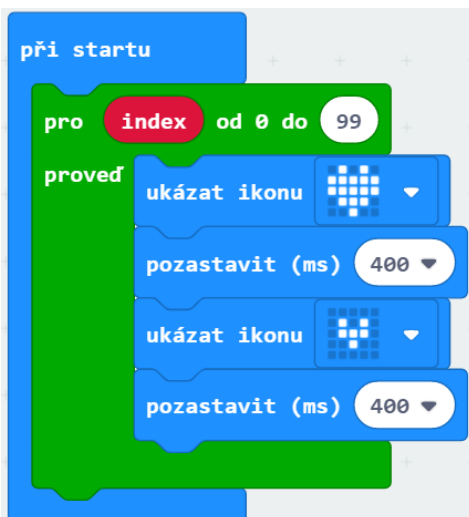 při startu
pro index od 0 do 99
proveď
ukázat ikonu
pozastavit (ms) 400
ukázat ikonu
pozastavit (ms) 400